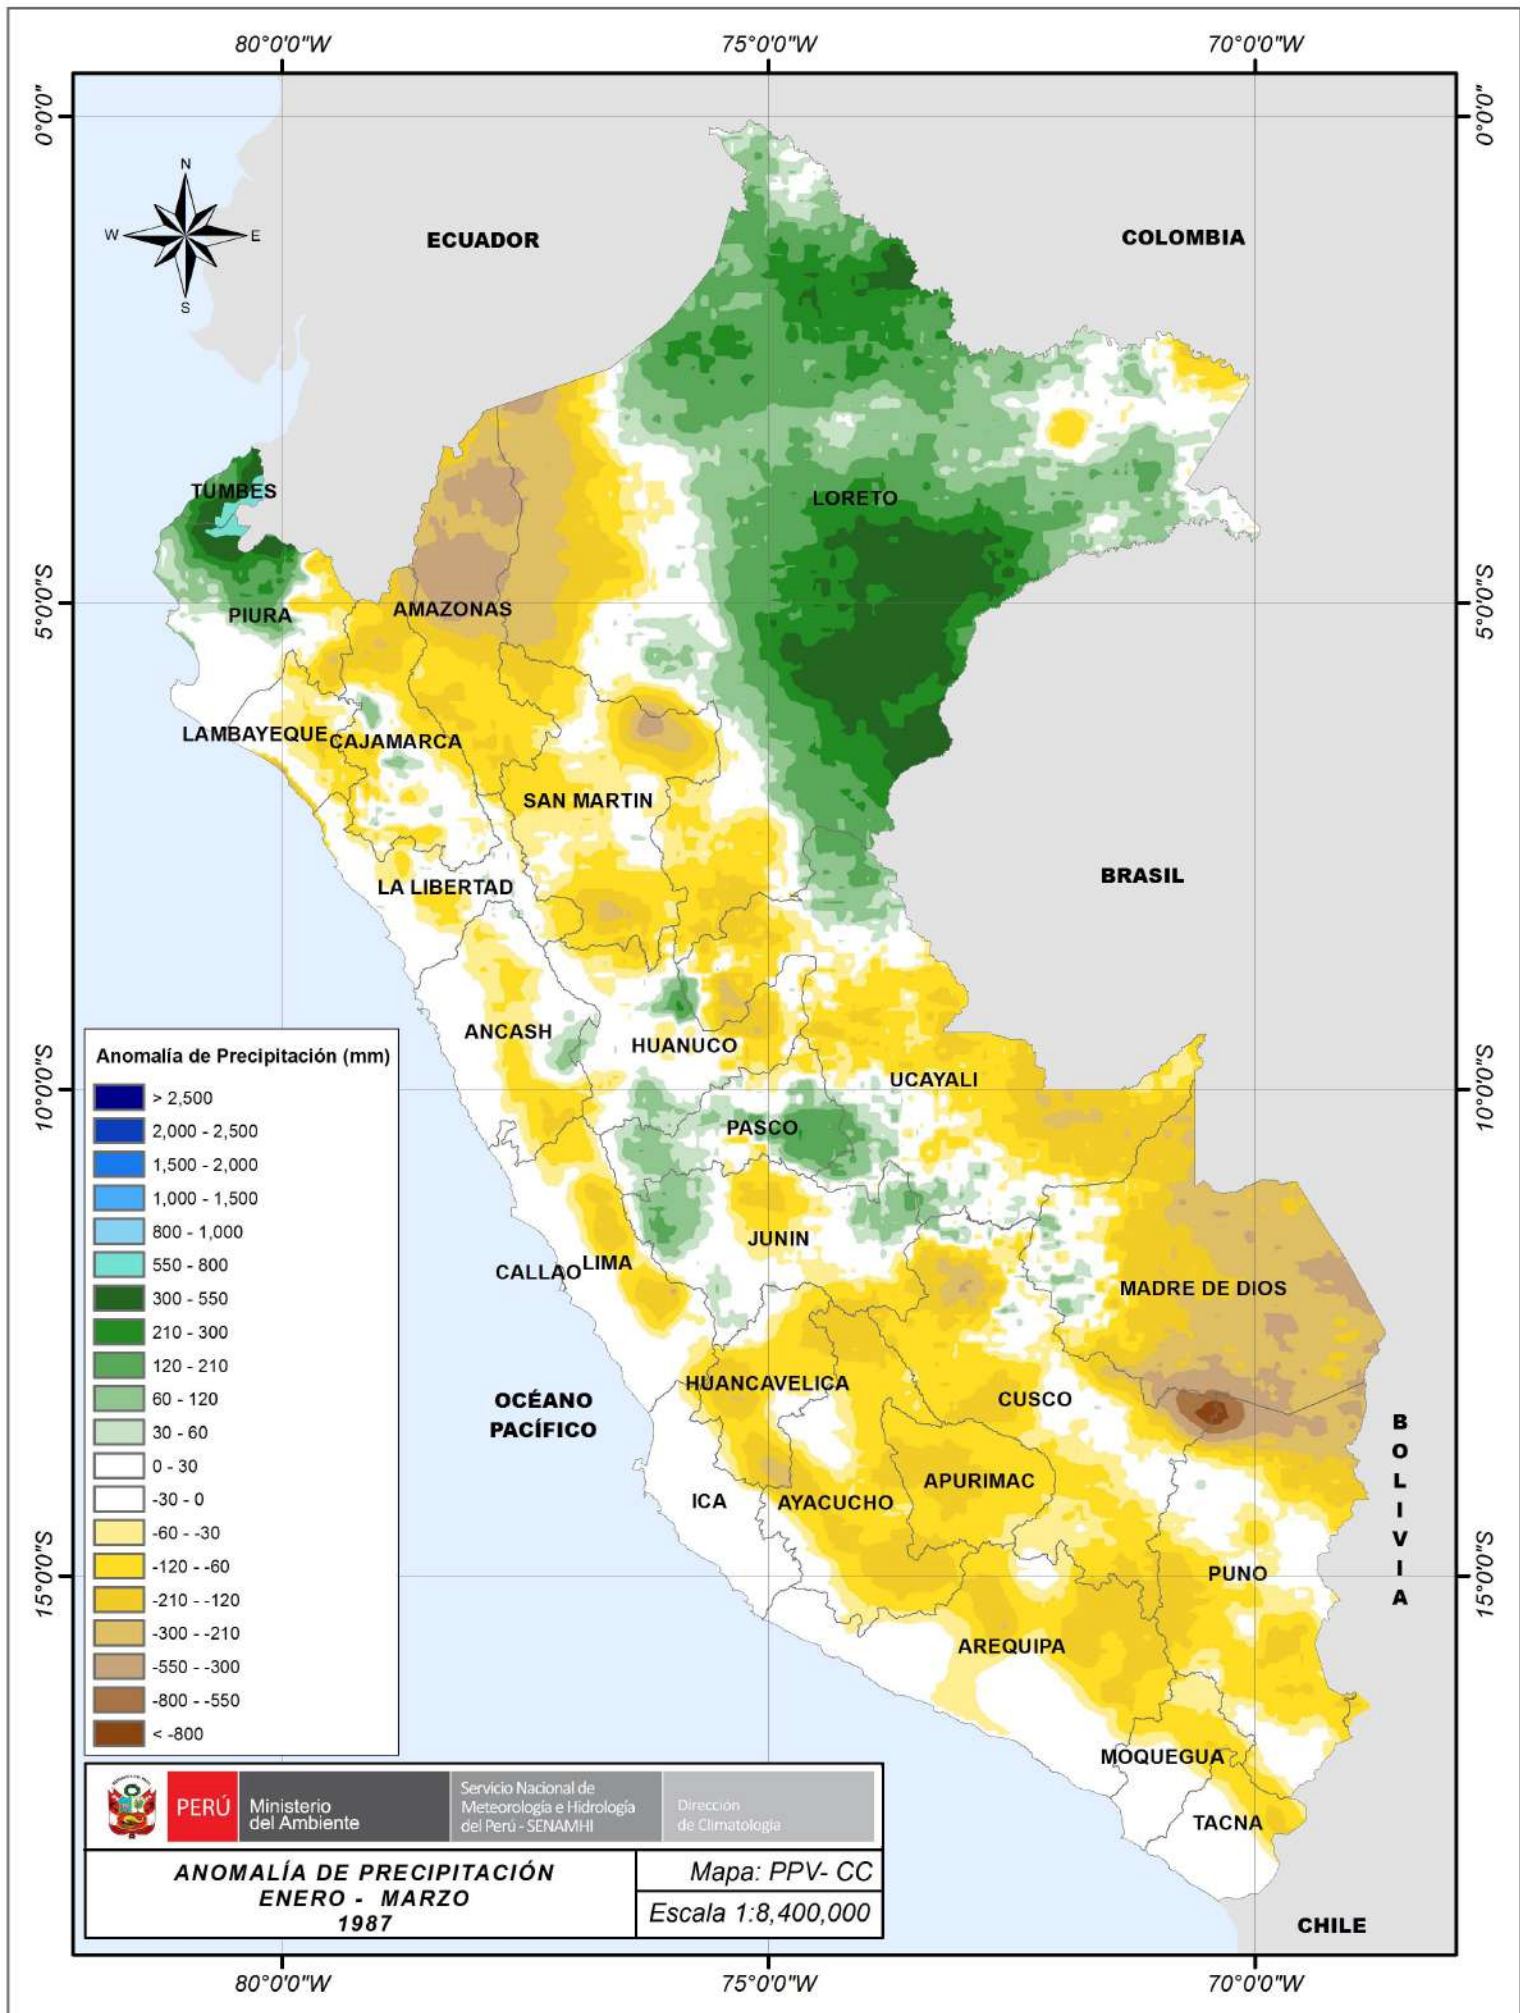 80°0'0"W
75°0'0"W
70°0'0"W
0°0'0"
0°0'0"
N
W
E
S
ECUADOR
COLOMBIA
TUMBES
LORETO
5°0'0"S
5°0'0"S
PIURA
AMAZONAS
LAMBAYEQUE
CAJAMARCA
SAN MARTIN
LA LIBERTAD
BRASIL
ANCASH
HUANUCO
UCAYALI
10°0'0"S
10°0'0"S
PASCO
JUNIN
CALLAO
LIMA
MADRE DE DIOS
HUANCAVELICA
CUSCO
OCÉANO
PACÍFICO
BOLIVIA
APURIMAC
ICA
AYACUCHO
PUNO
15°0'0"S
15°0'0"S
AREQUIPA
MOQUEGUA
TACNA
CHILE
Anomalía de Precipitación (mm)
> 2,500
2,000 - 2,500
1,500 - 2,000
1,000 - 1,500
800 - 1,000
550 - 800
300 - 550
210 - 300
120 - 210
60 - 120
30 - 60
0 - 30
-30 - 0
-60 - -30
-120 - -60
-210 - -120
-300 - -210
-550 - -300
-800 - -550
< -800
PERÚ
Ministerio
del Ambiente
Servicio Nacional de
Meteorología e Hidrología
del Perú - SENAMHI
Dirección
de Climatología
ANOMALÍA DE PRECIPITACIÓN
ENERO - MARZO
1987
Mapa: PPV- CC
Escala 1:8,400,000
80°0'0"W
75°0'0"W
70°0'0"W